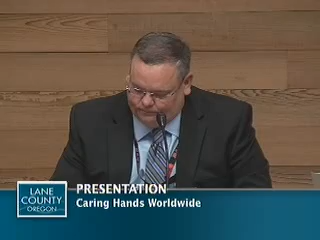 LANE
COUNTY
OREGON
PRESENTATION
Caring Hands Worldwide